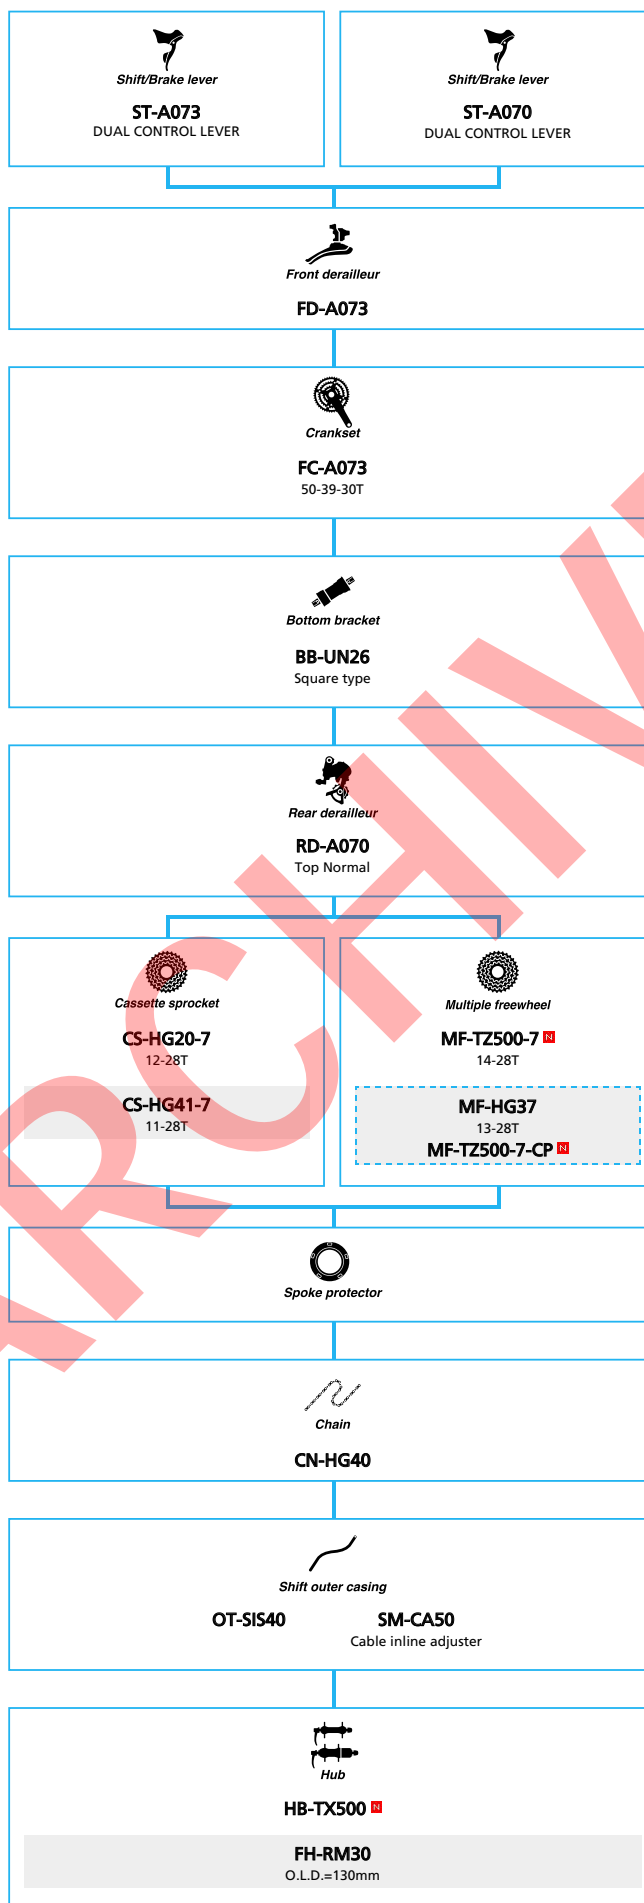 Shift/Brake lever
ST-A073
DUAL CONTROL LEVER
Shift/Brake lever
ST-A070
DUAL CONTROL LEVER
Front derailleur
FD-A073
Crankset
FC-A073
50-39-30T
Bottom bracket
BB-UN26
Square type
Rear derailleur
RD-A070
Top Normal
Cassette sprocket
CS-HG20-7
12-28T
CS-HG41-7
11-28T
Multiple freewheel
MF-TZ500-7 N
14-28T
MF-HG37
13-28T
MF-TZ500-7-CP N
Spoke protector
Chain
CN-HG40
Shift outer casing
OT-SIS40
SM-CA50
Cable inline adjuster
Hub
HB-TX500 N
FH-RM30
O.L.D.=130mm
ARCHIV